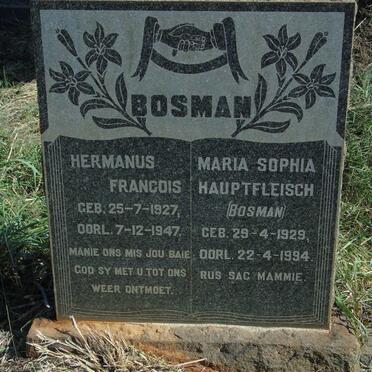 BOSMAN
HERMANUS
FRANCOIS
GEB. 25-7-1927,
OORL. 7-12-1947.
MANIE ONS MIS JOU BAIE
GOD SY MET U TOT ONS
WEER ONTMOET.
MARIA SOPHIA
HAUPTFLEISCH
(BOSMAN)
GEB. 29-4-1929,
OORL. 22-4-1994.
RUS SAG MAMMIE.